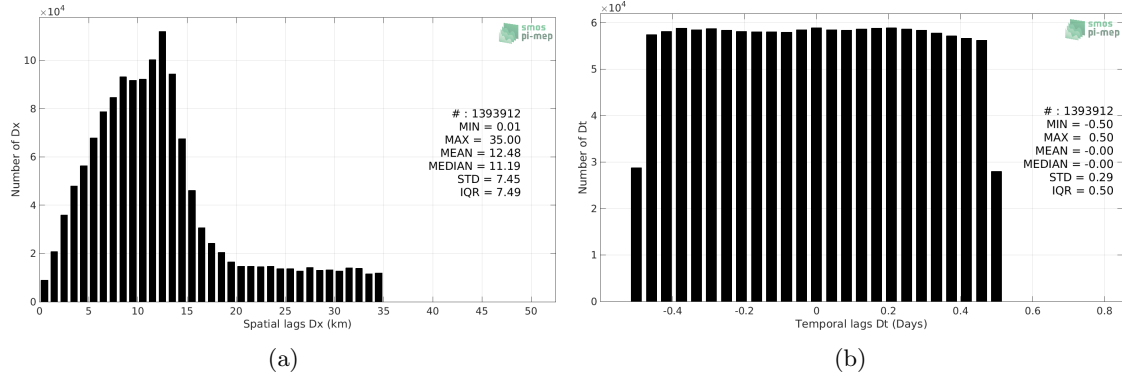 ×10⁴
10
8
6
4
2
0
Number of Dx
smos
pi-mep
# : 1393912
MIN = 0.01
MAX = 35.00
MEAN = 12.48
MEDIAN = 11.19
STD = 7.45
IQR = 7.49
0 5 10 15 20 25 30 35 40 45 50
Spatial lags Dx (km)
(a)
×10⁴
6
5
4
3
2
1
0
Number of Dt
smos
pi-mep
# : 1393912
MIN = -0.50
MAX = 0.50
MEAN = -0.00
MEDIAN = -0.00
STD = 0.29
IQR = 0.50
-0.4 -0.2 0 0.2 0.4 0.6 0.8
Temporal lags Dt (Days)
(b)